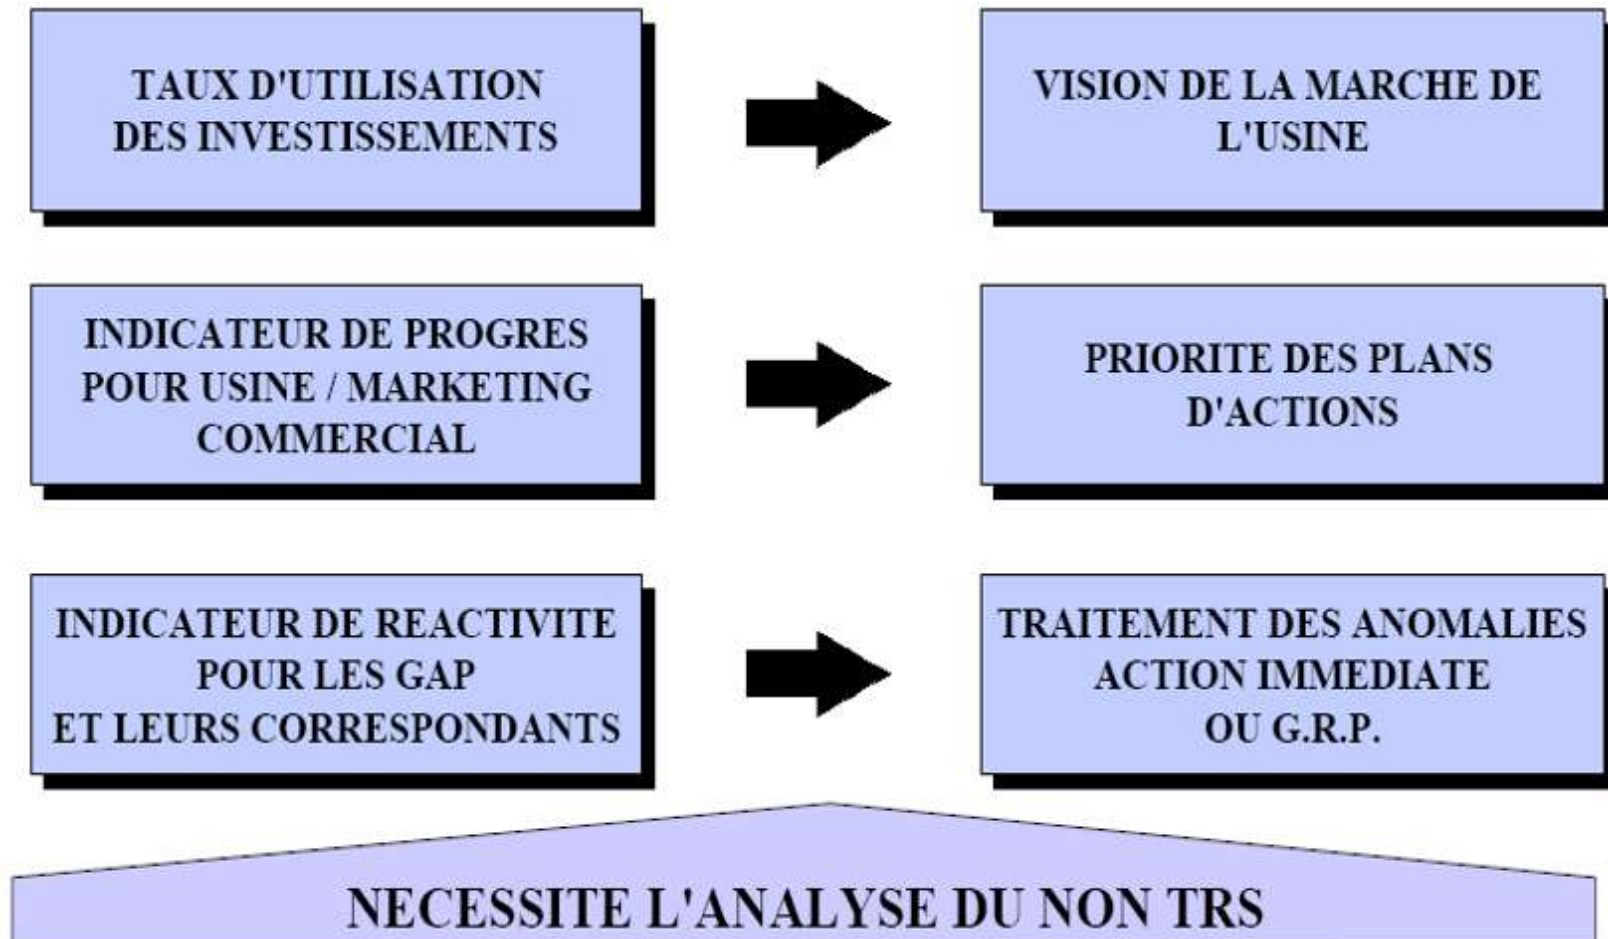 TAUX D'UTILISATION
DES INVESTISSEMENTS
VISION DE LA MARCHE DE
L'USINE
INDICATEUR DE PROGRES
POUR USINE / MARKETING
COMMERCIAL
PRIORITE DES PLANS
D'ACTIONS
INDICATEUR DE REACTIVITE
POUR LES GAP
ET LEURS CORRESPONDANTS
TRAITEMENT DES ANOMALIES
ACTION IMMEDIATE
OU G.R.P.
NECESSITE L'ANALYSE DU NON TRS